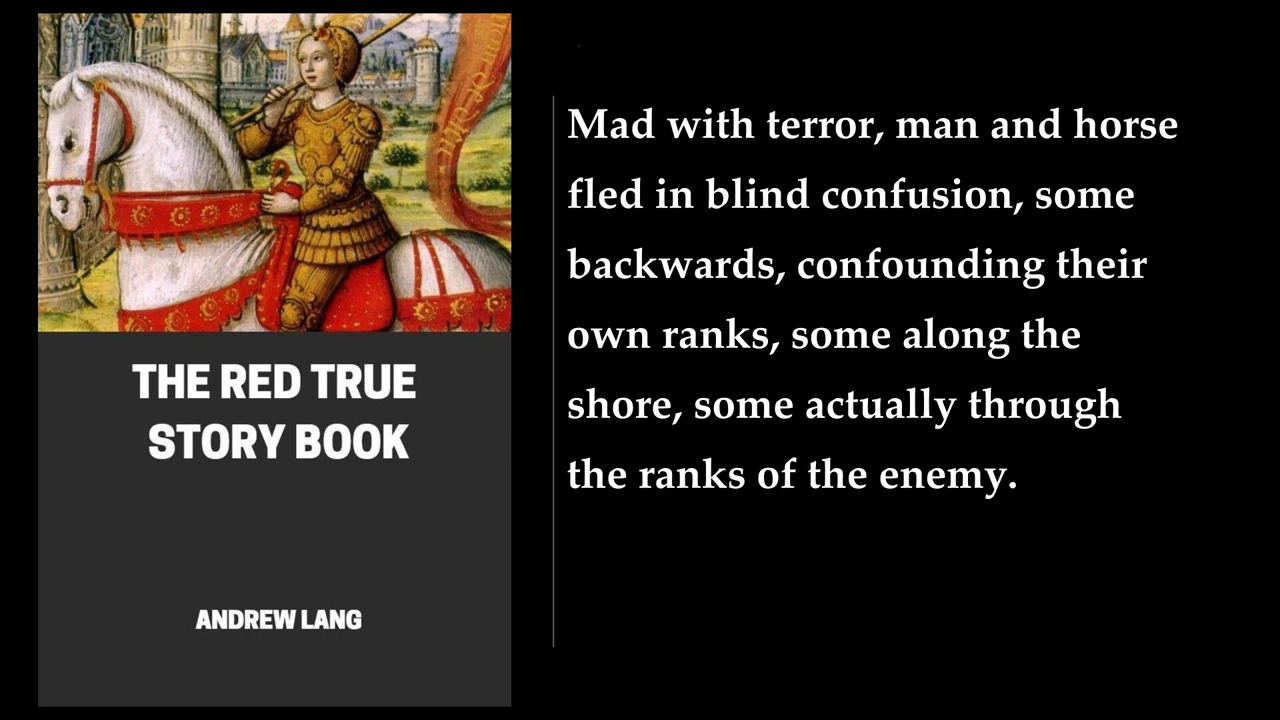 THE RED TRUE
STORY BOOK
ANDREW LANG
Mad with terror, man and horse
fled in blind confusion, some
backwards, confounding their
own ranks, some along the
shore, some actually through
the ranks of the enemy.